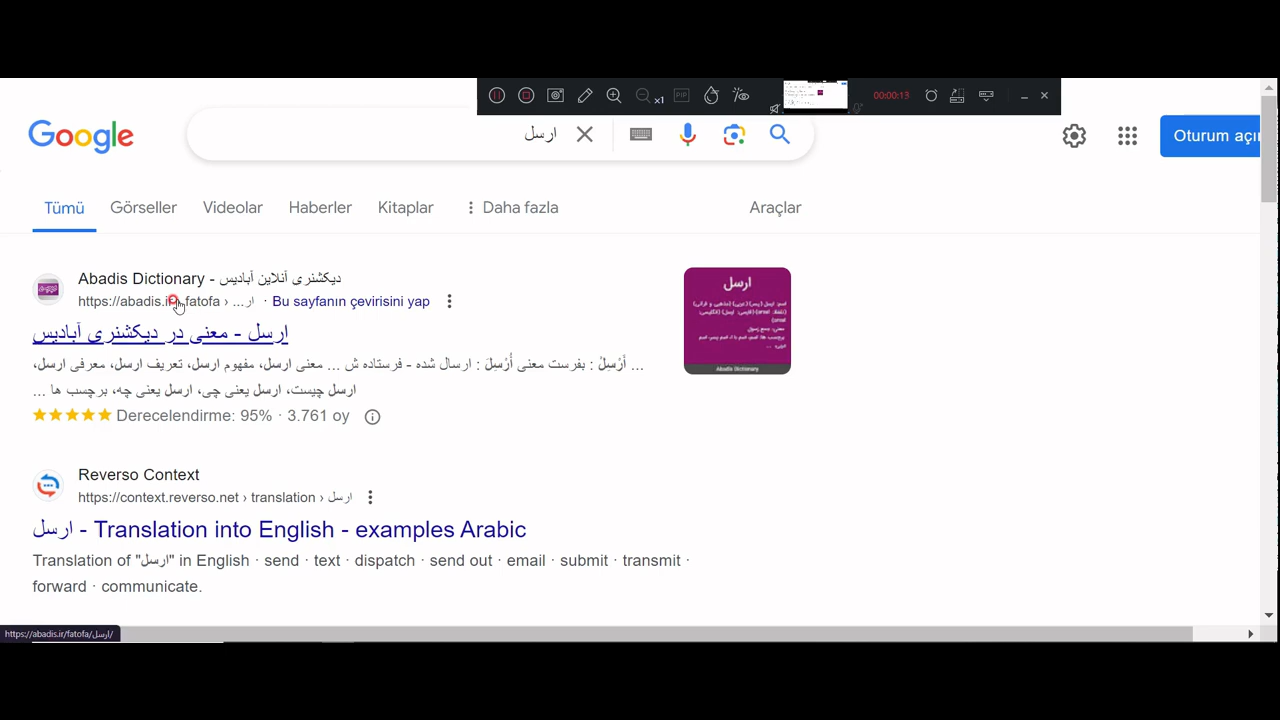 PIP
x1
00:00:13
Google
ارسل
Oturum açın
Tümü
Görseller
Videolar
Haberler
Kitaplar
Daha fazla
Araçlar
Abadis Dictionary - دیکشنری آنلاین آبادیس
https://abadis.ir › fatofa › ار... · Bu sayfanın çevirisini yap
ارسل - معنی در دیکشنری آبادیس
... أَرْسِلْ : بفرست معنی أُرْسِلَ : ارسال شده - فرستاده ش ... معنی ارسل، مفهوم ارسل، تعریف ارسل، معرفی ارسل،
ارسل چیست، ارسل یعنی چی، ارسل یعنی چه، برچسب ها ...
Derecelendirme: 95% · 3.761 oy
ارسل
Abadis Dictionary
Reverso Context
https://context.reverso.net › translation › ارسل
ارسل - Translation into English - examples Arabic
Translation of "ارسل" in English · send · text · dispatch · send out · email · submit · transmit ·
forward · communicate.
https://abadis.ir/fatofa/ارسل/